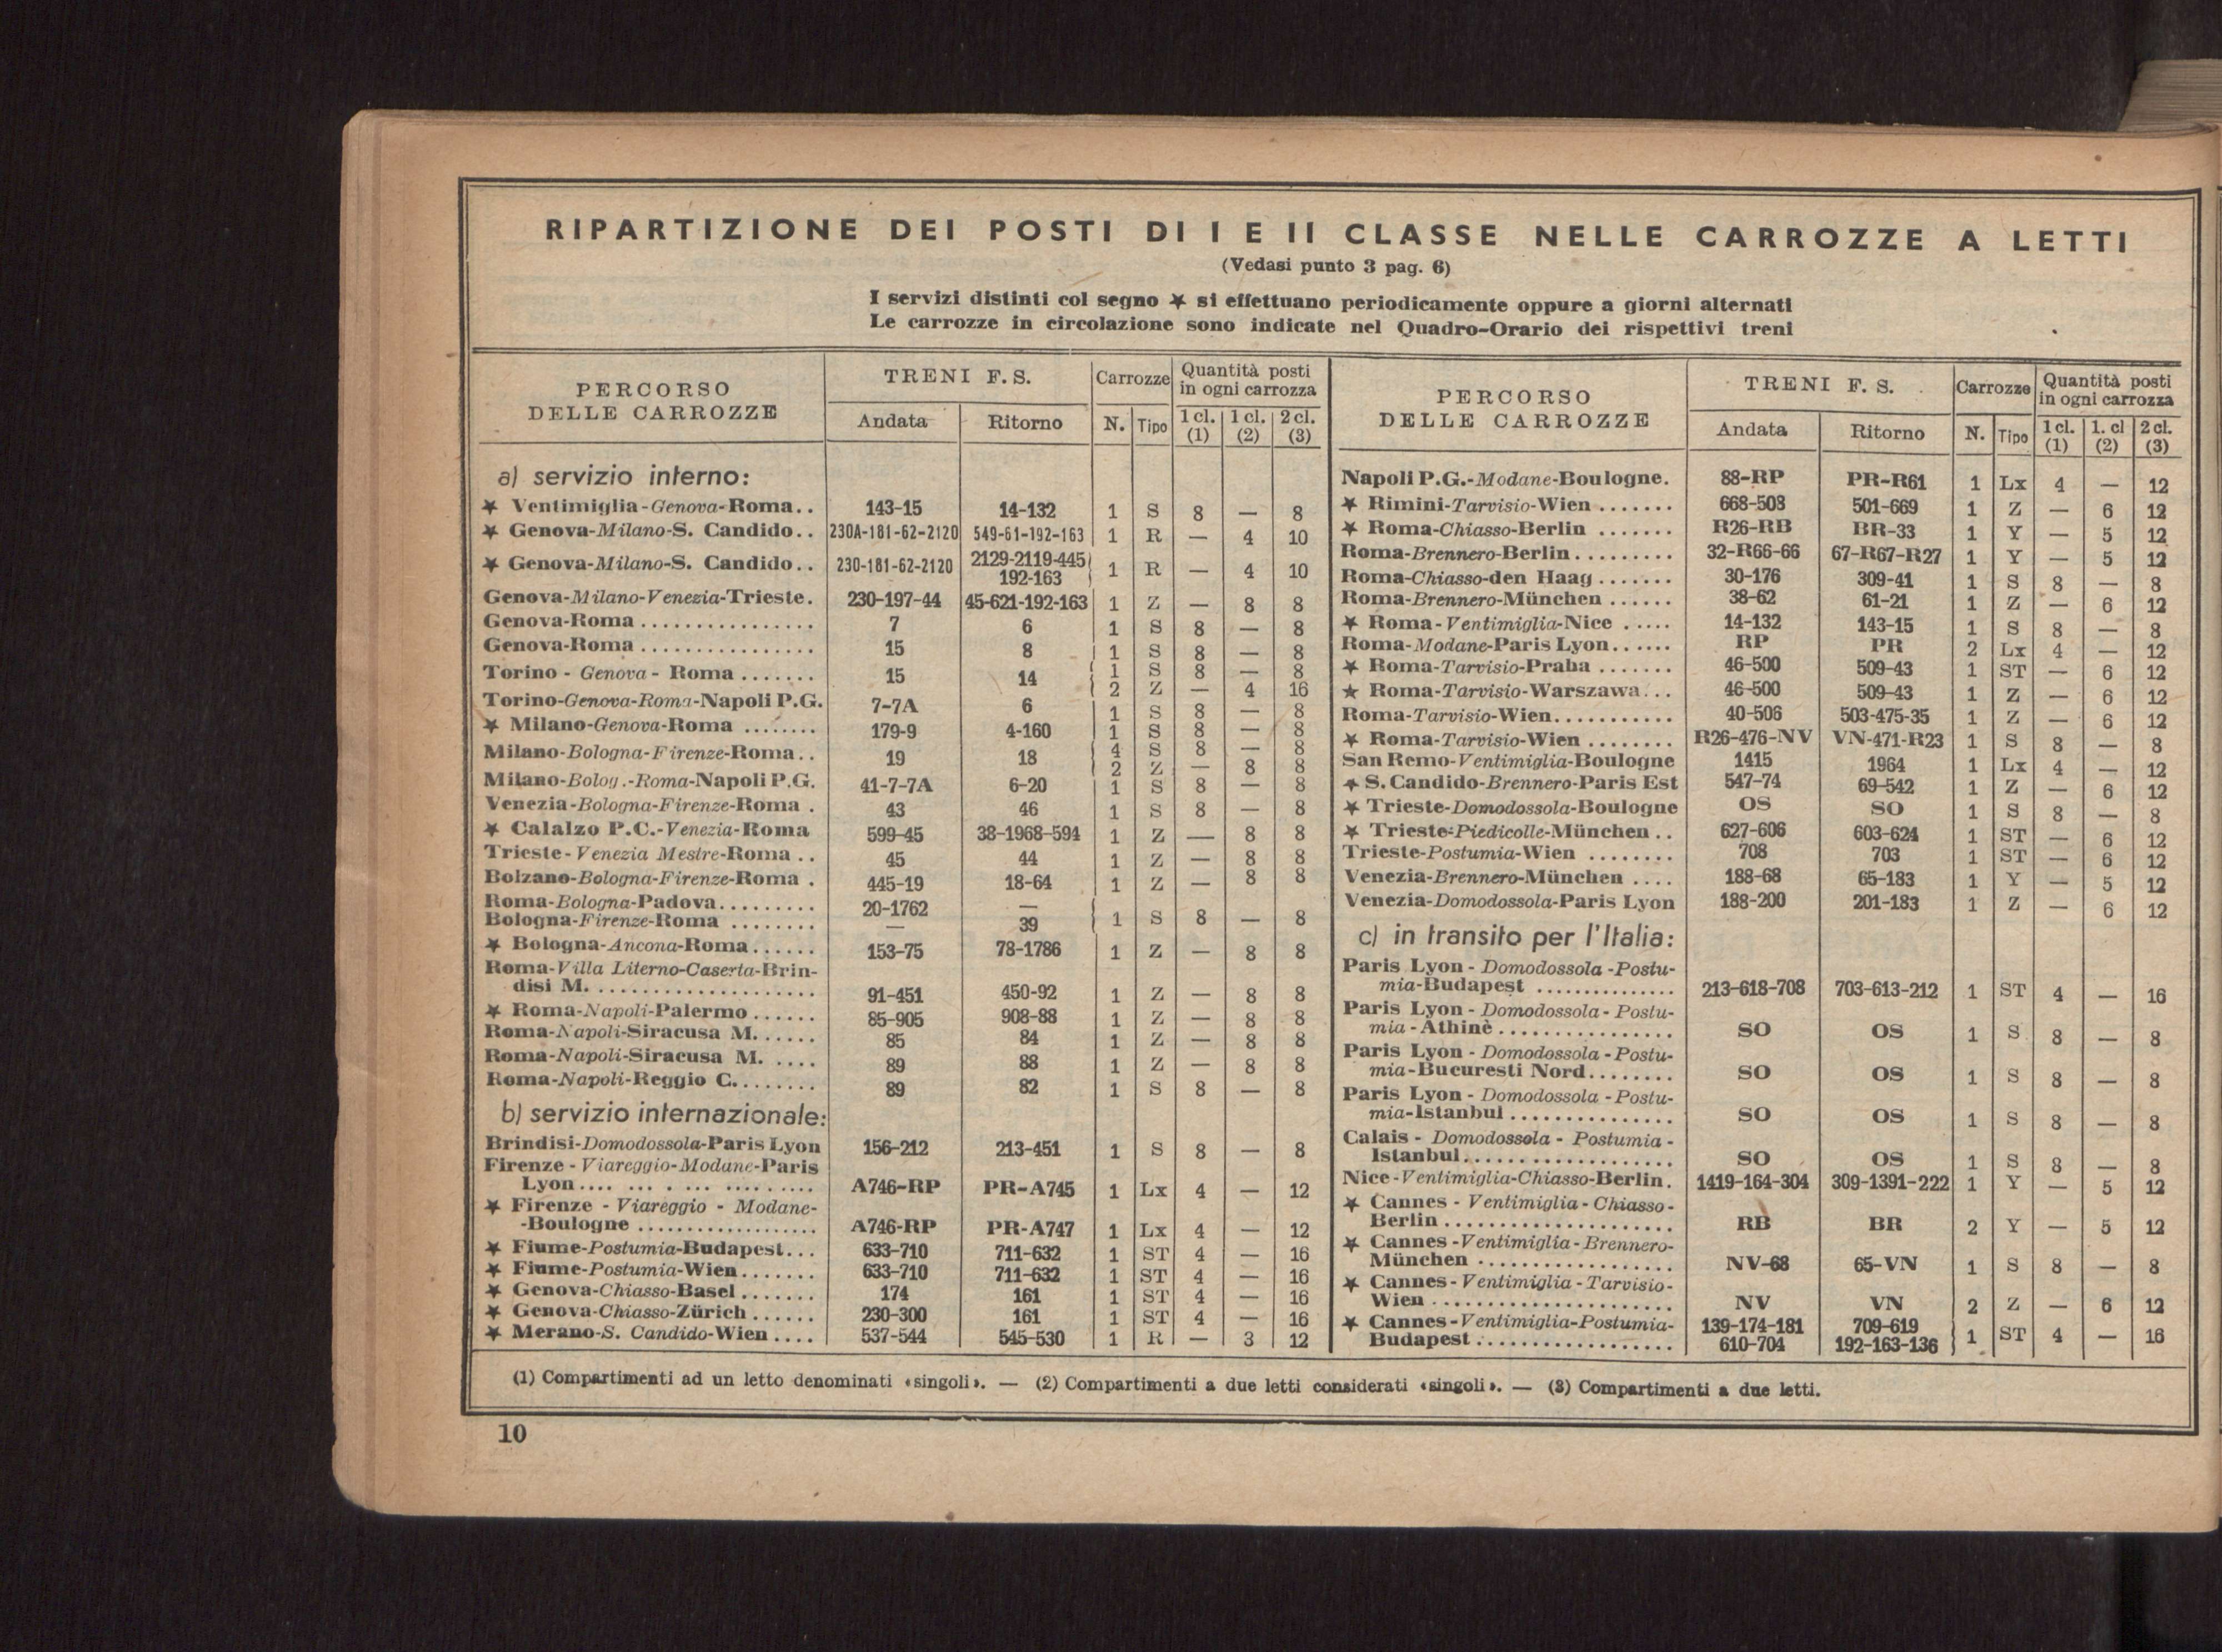 RIPARTIZIONE DEI POSTI DI I E II CLASSE NELLE CARROZZE A LETTI
(Vedasi punto 3 pag. 6)
I servizi distinti col segno ★ si effettuano periodicamente oppure a giorni alternati
Le carrozze in circolazione sono indicate nel Quadro-Orario dei rispettivi treni
PERCORSO DELLE CARROZZE TRENI F.S. Carrozze Quantità posti in ogni carrozza
Andata Ritorno N. Tipo 1 cl. (1) 1 cl. (2) 2 cl. (3)
a) servizio interno:
★ Ventimiglia-Genova-Roma.. 143-15 14-132 1 S 8 — 8
★ Genova-Milano-S. Candido.. 230A-181-62-2120 549-61-192-163 1 R — 4 10
★ Genova-Milano-S. Candido.. 230-181-62-2120 2129-2119-445 192-163 1 R — 4 10
Genova-Milano-Venezia-Trieste. 230-197-44 45-621-192-163 1 Z — 8 8
Genova-Roma ................ 7 6 1 S 8 — 8
Genova-Roma ................ 15 8 1 S 8 — 8
Torino - Genova - Roma ....... 15 14 1 S 8 — 8
2 Z — 4 16
Torino-Genova-Roma-Napoli P.G. 7-7A 6 1 S 8 — 8
★ Milano-Genova-Roma ........ 179-9 4-160 1 S 8 — 8
Milano-Bologna-Firenze-Roma.. 19 18 4 S 8 — 8
2 Z — 8 8
Milano-Bolog.-Roma-Napoli P.G. 41-7-7A 6-20 1 S 8 — 8
Venezia-Bologna-Firenze-Roma . 43 46 1 S 8 — 8
★ Calalzo P.C.-Venezia-Roma 599-45 38-1968-594 1 Z — 8 8
Trieste-Venezia Mestre-Roma .. 45 44 1 Z — 8 8
Bolzano-Bologna-Firenze-Roma . 445-19 18-64 1 Z — 8 8
Roma-Bologna-Padova......... 20-1762 —
Bologna-Firenze-Roma ........ — 39 1 S 8 — 8
★ Bologna-Ancona-Roma...... 153-75 78-1786 1 Z — 8 8
Roma-Villa Literno-Caserta-Brin-
disi M. .................... 91-451 450-92 1 Z — 8 8
★ Roma-Napoli-Palermo ...... 85-905 908-88 1 Z — 8 8
Roma-Napoli-Siracusa M. ..... 85 84 1 Z — 8 8
Roma-Napoli-Siracusa M. .... 89 88 1 Z — 8 8
Roma-Napoli-Reggio C........ 89 82 1 S 8 — 8
b) servizio internazionale:
Brindisi-Domodossola-Paris Lyon 156-212 213-451 1 S 8 — 8
Firenze - Viareggio-Modane-Paris
Lyon.... ... . ... ......... A746-RP PR-A745 1 Lx 4 — 12
★ Firenze - Viareggio - Modane-
-Boulogne .................. A746-RP PR-A747 1 Lx 4 — 12
★ Fiume-Postumia-Budapest... 633-710 711-632 1 ST 4 — 16
★ Fiume-Postumia-Wien....... 633-710 711-632 1 ST 4 — 16
★ Genova-Chiasso-Basel ....... 174 161 1 ST 4 — 16
★ Genova-Chiasso-Zürich ...... 230-300 161 1 ST 4 — 16
★ Merano-S. Candido-Wien .... 537-544 545-530 1 R — 3 12
PERCORSO DELLE CARROZZE TRENI F. S. Carrozze Quantità posti in ogni carrozza
Andata Ritorno N. Tipo 1 cl. (1) 1. cl (2) 2 cl. (3)
Napoli P.G.-Modane-Boulogne. 88-RP PR-R61 1 Lx 4 — 12
★ Rimini-Tarvisio-Wien ....... 668-508 501-669 1 Z — 6 12
★ Roma-Chiasso-Berlin ....... R26-RB BR-33 1 Y — 5 12
Roma-Brennero-Berlin ......... 32-R66-66 67-R67-R27 1 Y — 5 12
Roma-Chiasso-den Haag ....... 30-176 309-41 1 S 8 — 8
Roma-Brennero-München ...... 38-62 61-21 1 Z — 6 12
★ Roma-Ventimiglia-Nice ..... 14-132 143-15 1 S 8 — 8
Roma-Modane-Paris Lyon...... RP PR 2 Lx 4 — 12
★ Roma-Tarvisio-Praha ....... 46-500 509-43 1 ST — 6 12
★ Roma-Tarvisio-Warszawa... 46-500 509-43 1 Z — 6 12
Roma-Tarvisio-Wien........... 40-506 503-475-35 1 Z — 6 12
★ Roma-Tarvisio-Wien ........ R26-476-NV VN-471-R23 1 S 8 — 8
San Remo-Ventimiglia-Boulogne 1415 1964 1 Lx 4 — 12
★ S. Candido-Brennero-Paris Est 547-74 69-542 1 Z — 6 12
★ Trieste-Domodossola-Boulogne OS SO 1 S 8 — 8
★ Trieste-Piedicolle-München .. 627-606 603-624 1 ST — 6 12
Trieste-Postumia-Wien ........ 708 703 1 ST — 6 12
Venezia-Brennero-München .... 188-68 65-183 1 Y — 5 12
Venezia-Domodossola-Paris Lyon 188-200 201-183 1 Z — 6 12
c) in transito per l'Italia:
Paris Lyon - Domodossola -Postu-
mia-Budapest .............. 213-618-708 703-613-212 1 ST 4 — 16
Paris Lyon - Domodossola - Postu-
mia - Athinè ................ SO OS 1 S 8 — 8
Paris Lyon - Domodossola - Postu-
mia-Bucuresti Nord........ SO OS 1 S 8 — 8
Paris Lyon - Domodossola - Postu-
mia-Istanbul ............... SO OS 1 S 8 — 8
Calais - Domodossola - Postumia -
Istanbul................... SO OS 1 S 8 — 8
Nice-Ventimiglia-Chiasso-Berlin. 1419-164-304 309-1391-222 1 Y — 5 12
★ Cannes - Ventimiglia - Chiasso-
Berlin ..................... RB BR 2 Y — 5 12
★ Cannes -Ventimiglia - Brennero-
München .................. NV-68 65-VN 1 S 8 — 8
★ Cannes - Ventimiglia - Tarvisio-
Wien ...................... NV VN 2 Z — 6 12
★ Cannes-Ventimiglia-Postumia- 139-174-181 709-619
Budapest .................. 610-704 192-163-136 1 ST 4 — 16
(1) Compartimenti ad un letto denominati «singoli». — (2) Compartimenti a due letti considerati «singoli». — (3) Compartimenti a due letti.
10